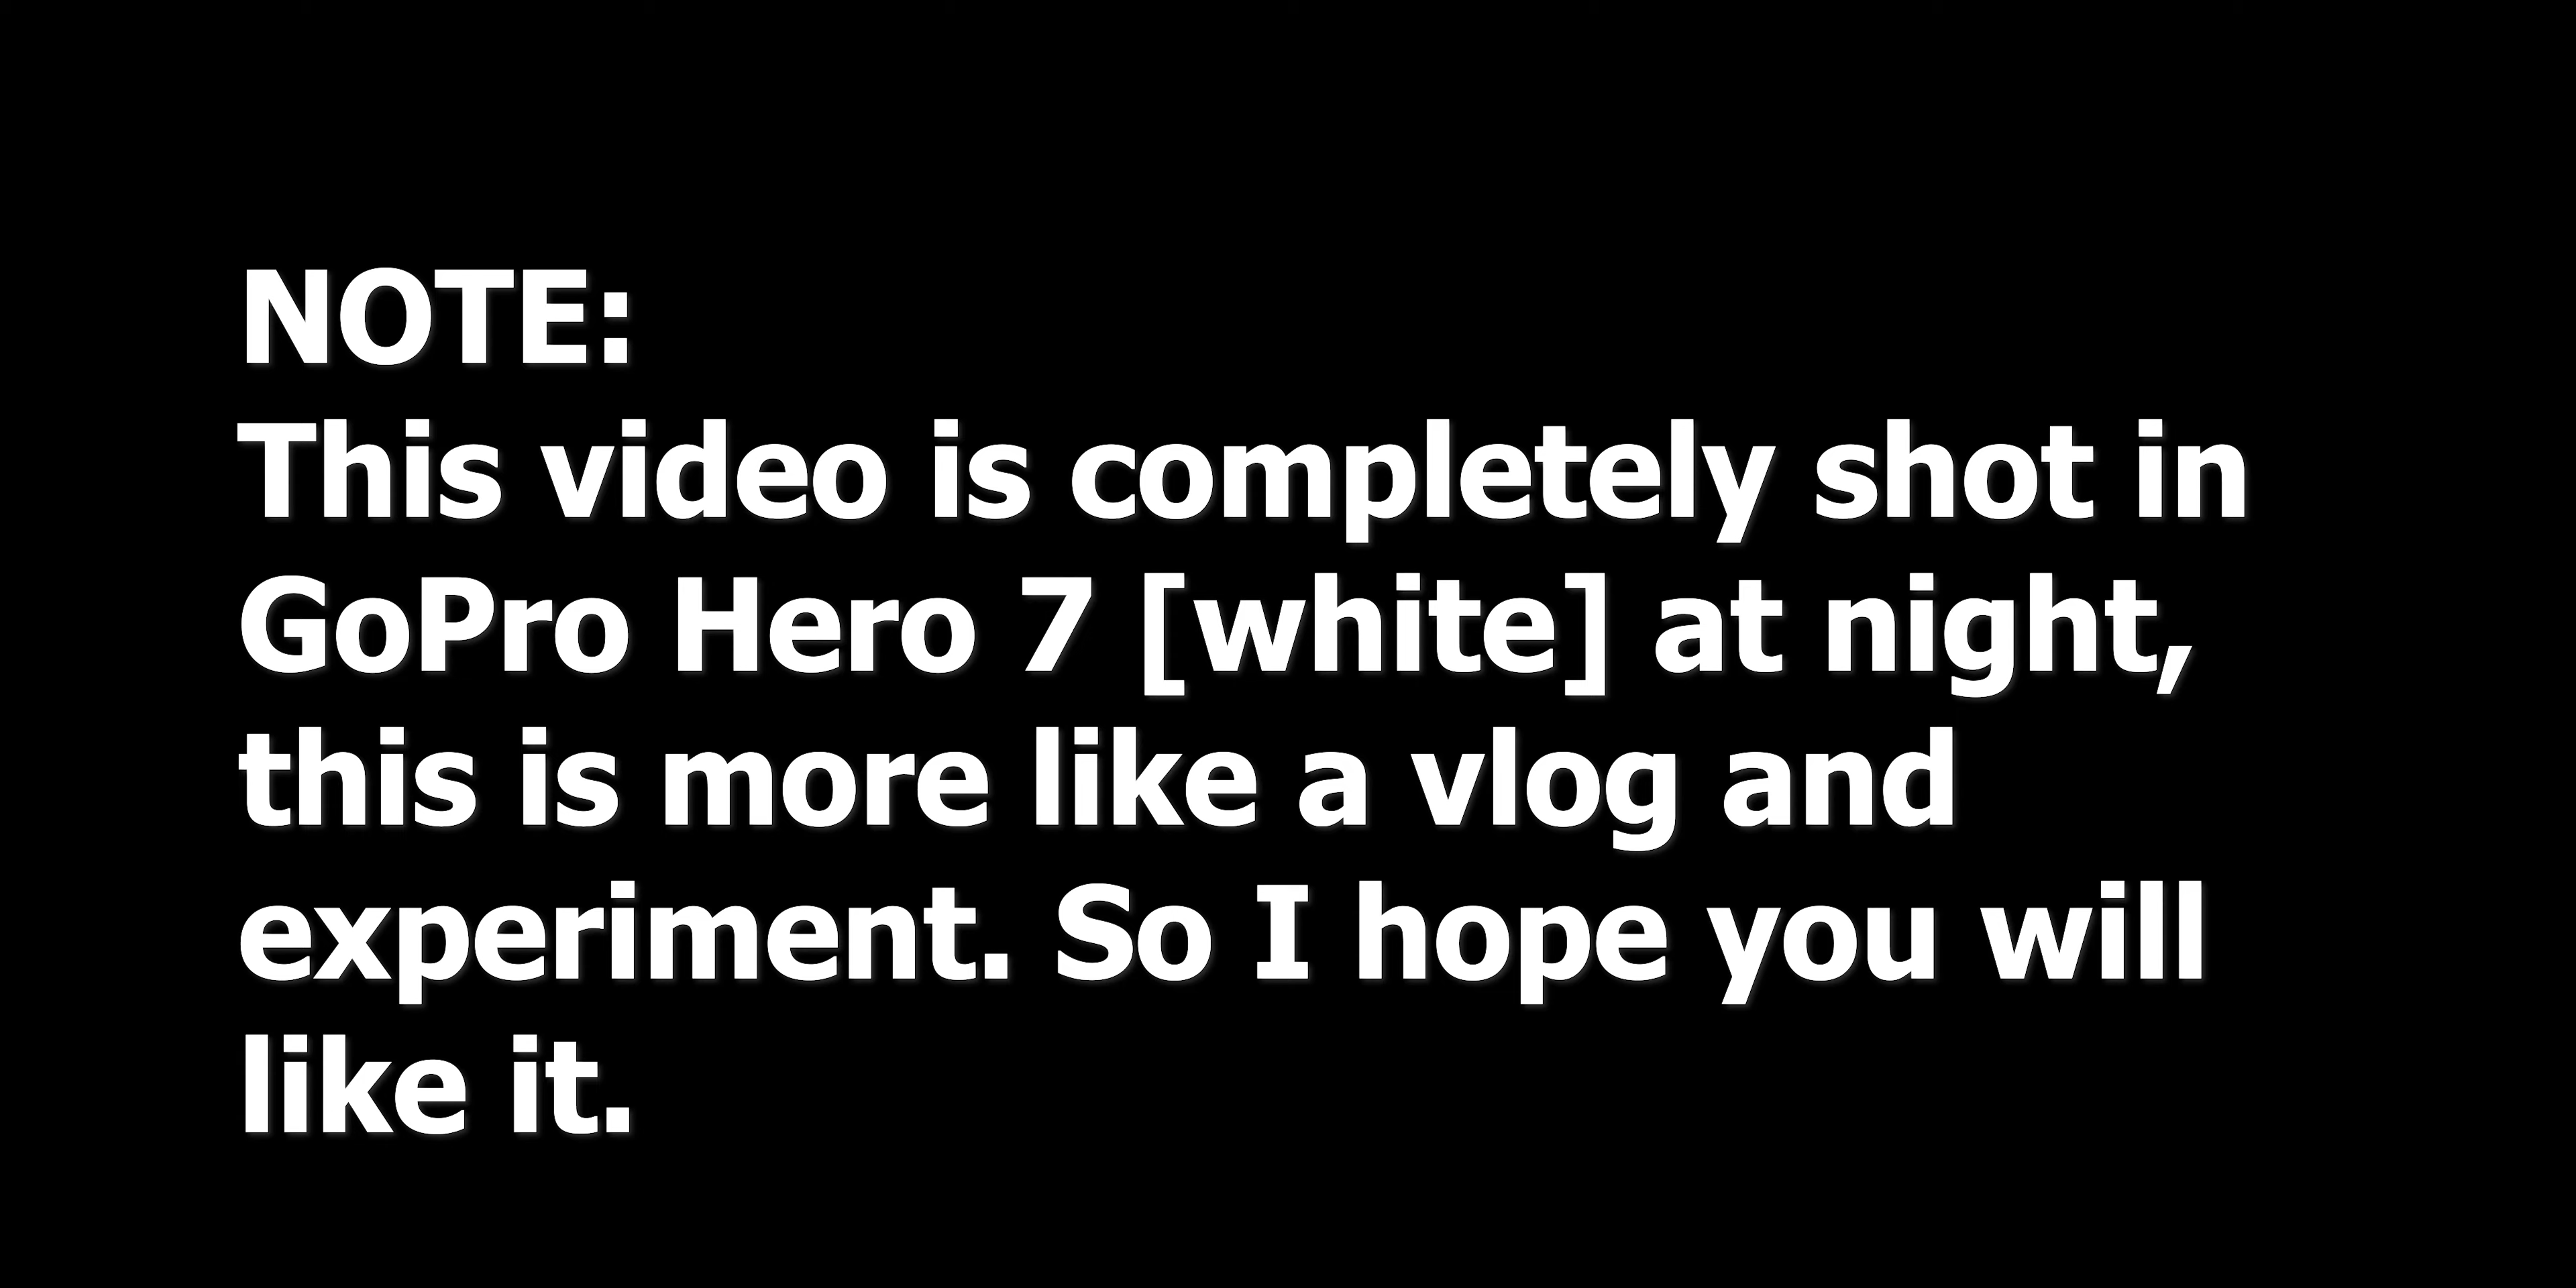 NOTE:
This video is completely shot in
GoPro Hero 7 [white] at night,
this is more like a vlog and
experiment. So I hope you will
like it.